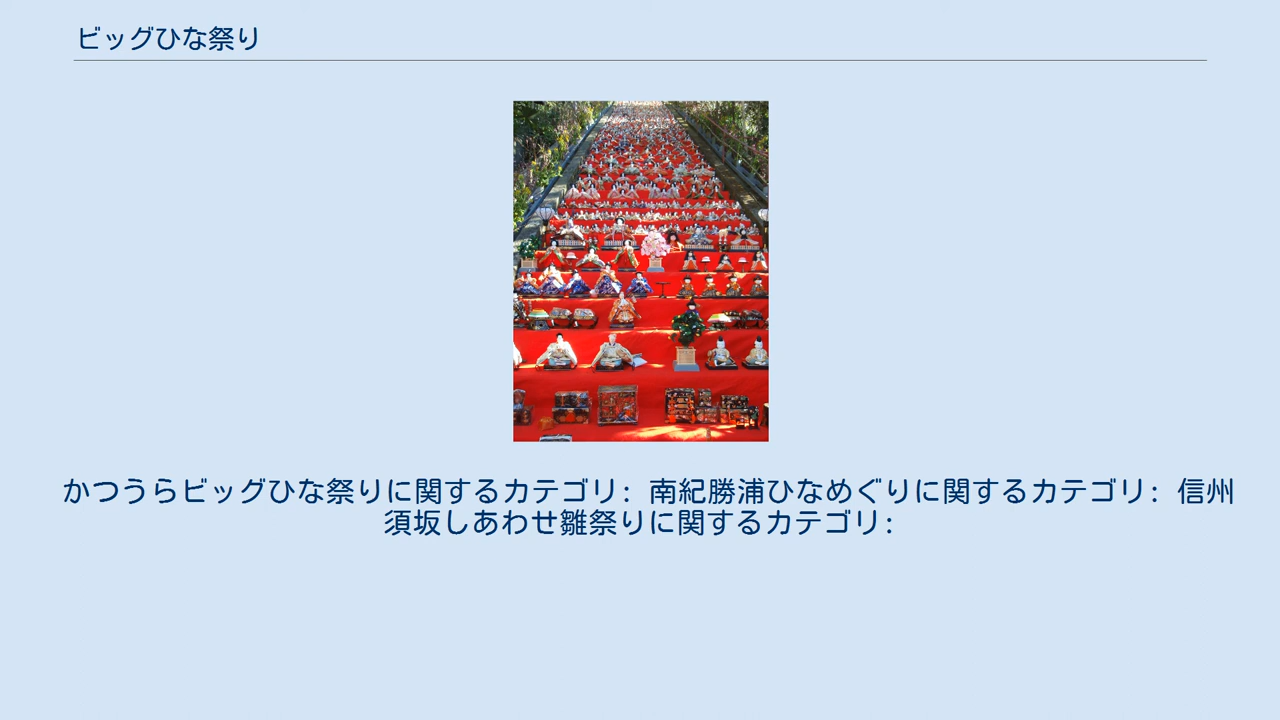 ビッグひな祭り
かつうらビッグひな祭りに関するカテゴリ: 南紀勝浦ひなめぐりに関するカテゴリ: 信州
須坂しあわせ雛祭りに関するカテゴリ: